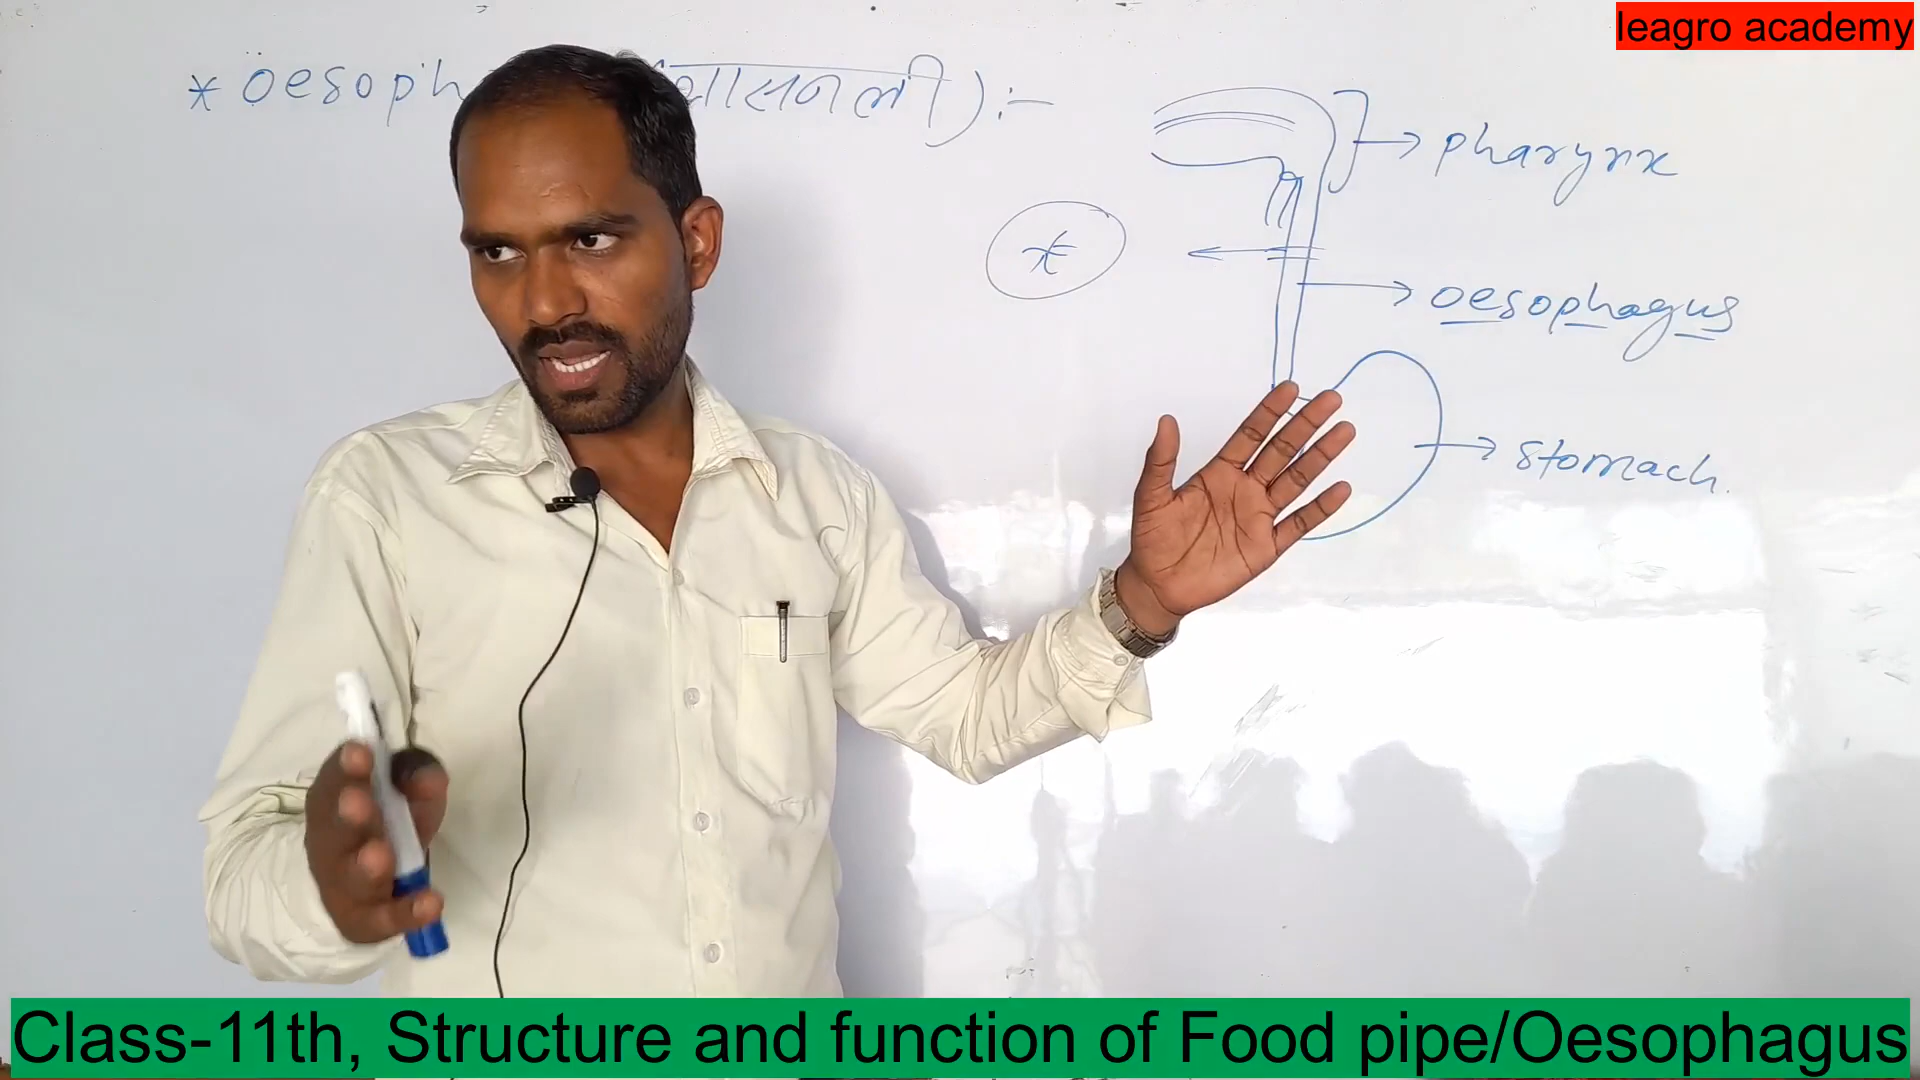 leagro academy
* oesoph
pharynx
*
oesophagus
stomach.
Class-11th, Structure and function of Food pipe/Oesophagus